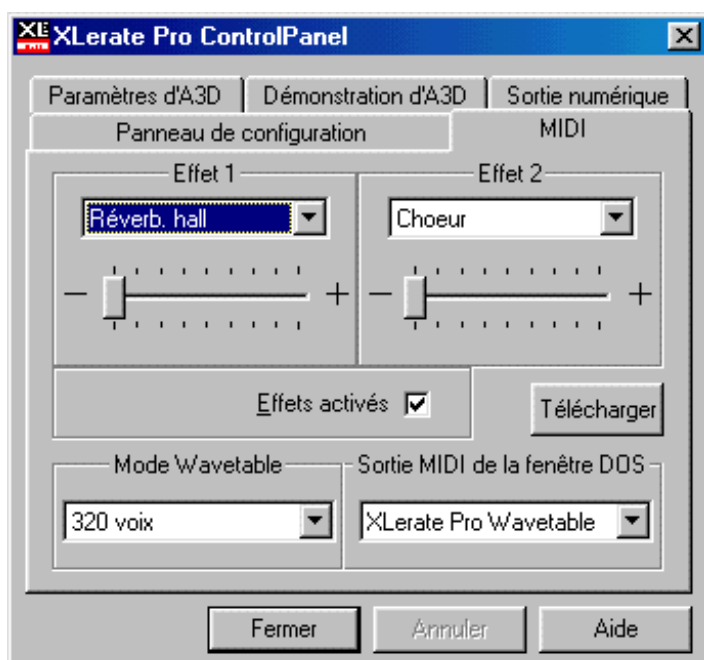 XE XLerate Pro ControlPanel
Paramètres d'A3D Démonstration d'A3D Sortie numérique
Panneau de configuration MIDI
Effet 1 Effet 2
Réverb. hall Choeur
− + − +
Effets activés Télécharger
Mode Wavetable Sortie MIDI de la fenêtre DOS
320 voix XLerate Pro Wavetable
Fermer Annuler Aide